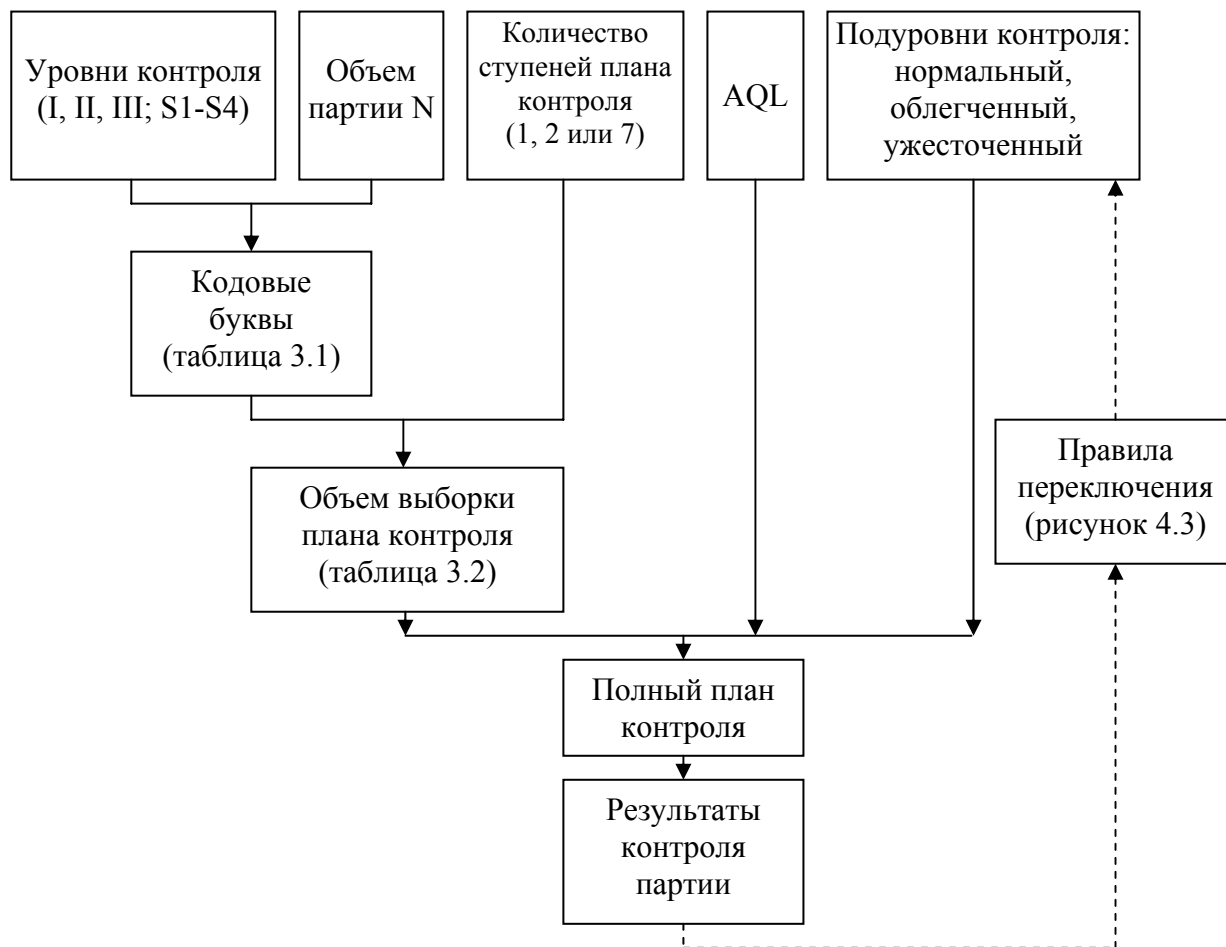 Уровни контроля
(I, II, III; S1-S4)
Объем
партии N
Количество
ступеней плана
контроля
(1, 2 или 7)
AQL
Подуровни контроля:
нормальный,
облегченный,
ужесточенный
Кодовые
буквы
(таблица 3.1)
Объем выборки
плана контроля
(таблица 3.2)
Правила
переключения
(рисунок 4.3)
Полный план
контроля
Результаты
контроля
партии